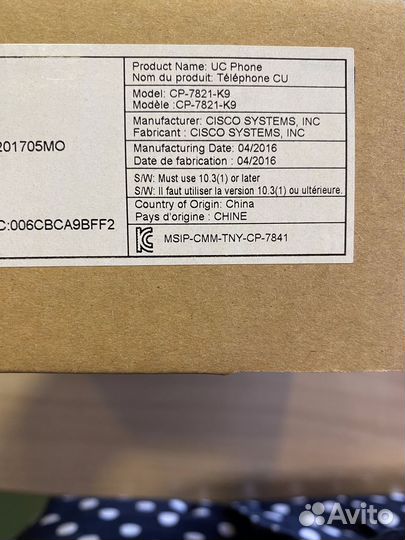 Product Name: UC Phone
Nom du produit: Téléphone CU
Model: CP-7821-K9
Modèle :CP-7821-K9
Manufacturer: CISCO SYSTEMS, INC
Fabricant : CISCO SYSTEMS, INC
201705MO
Manufacturing Date: 04/2016
Date de fabrication : 04/2016
S/W: Must use 10.3(1) or later
S/W: Il faut utiliser la version 10.3(1) ou ultérieure.
Country of Origin: China
Pays d'origine : CHINE
C:006CBCA9BFF2
MSIP-CMM-TNY-CP-7841
Avito